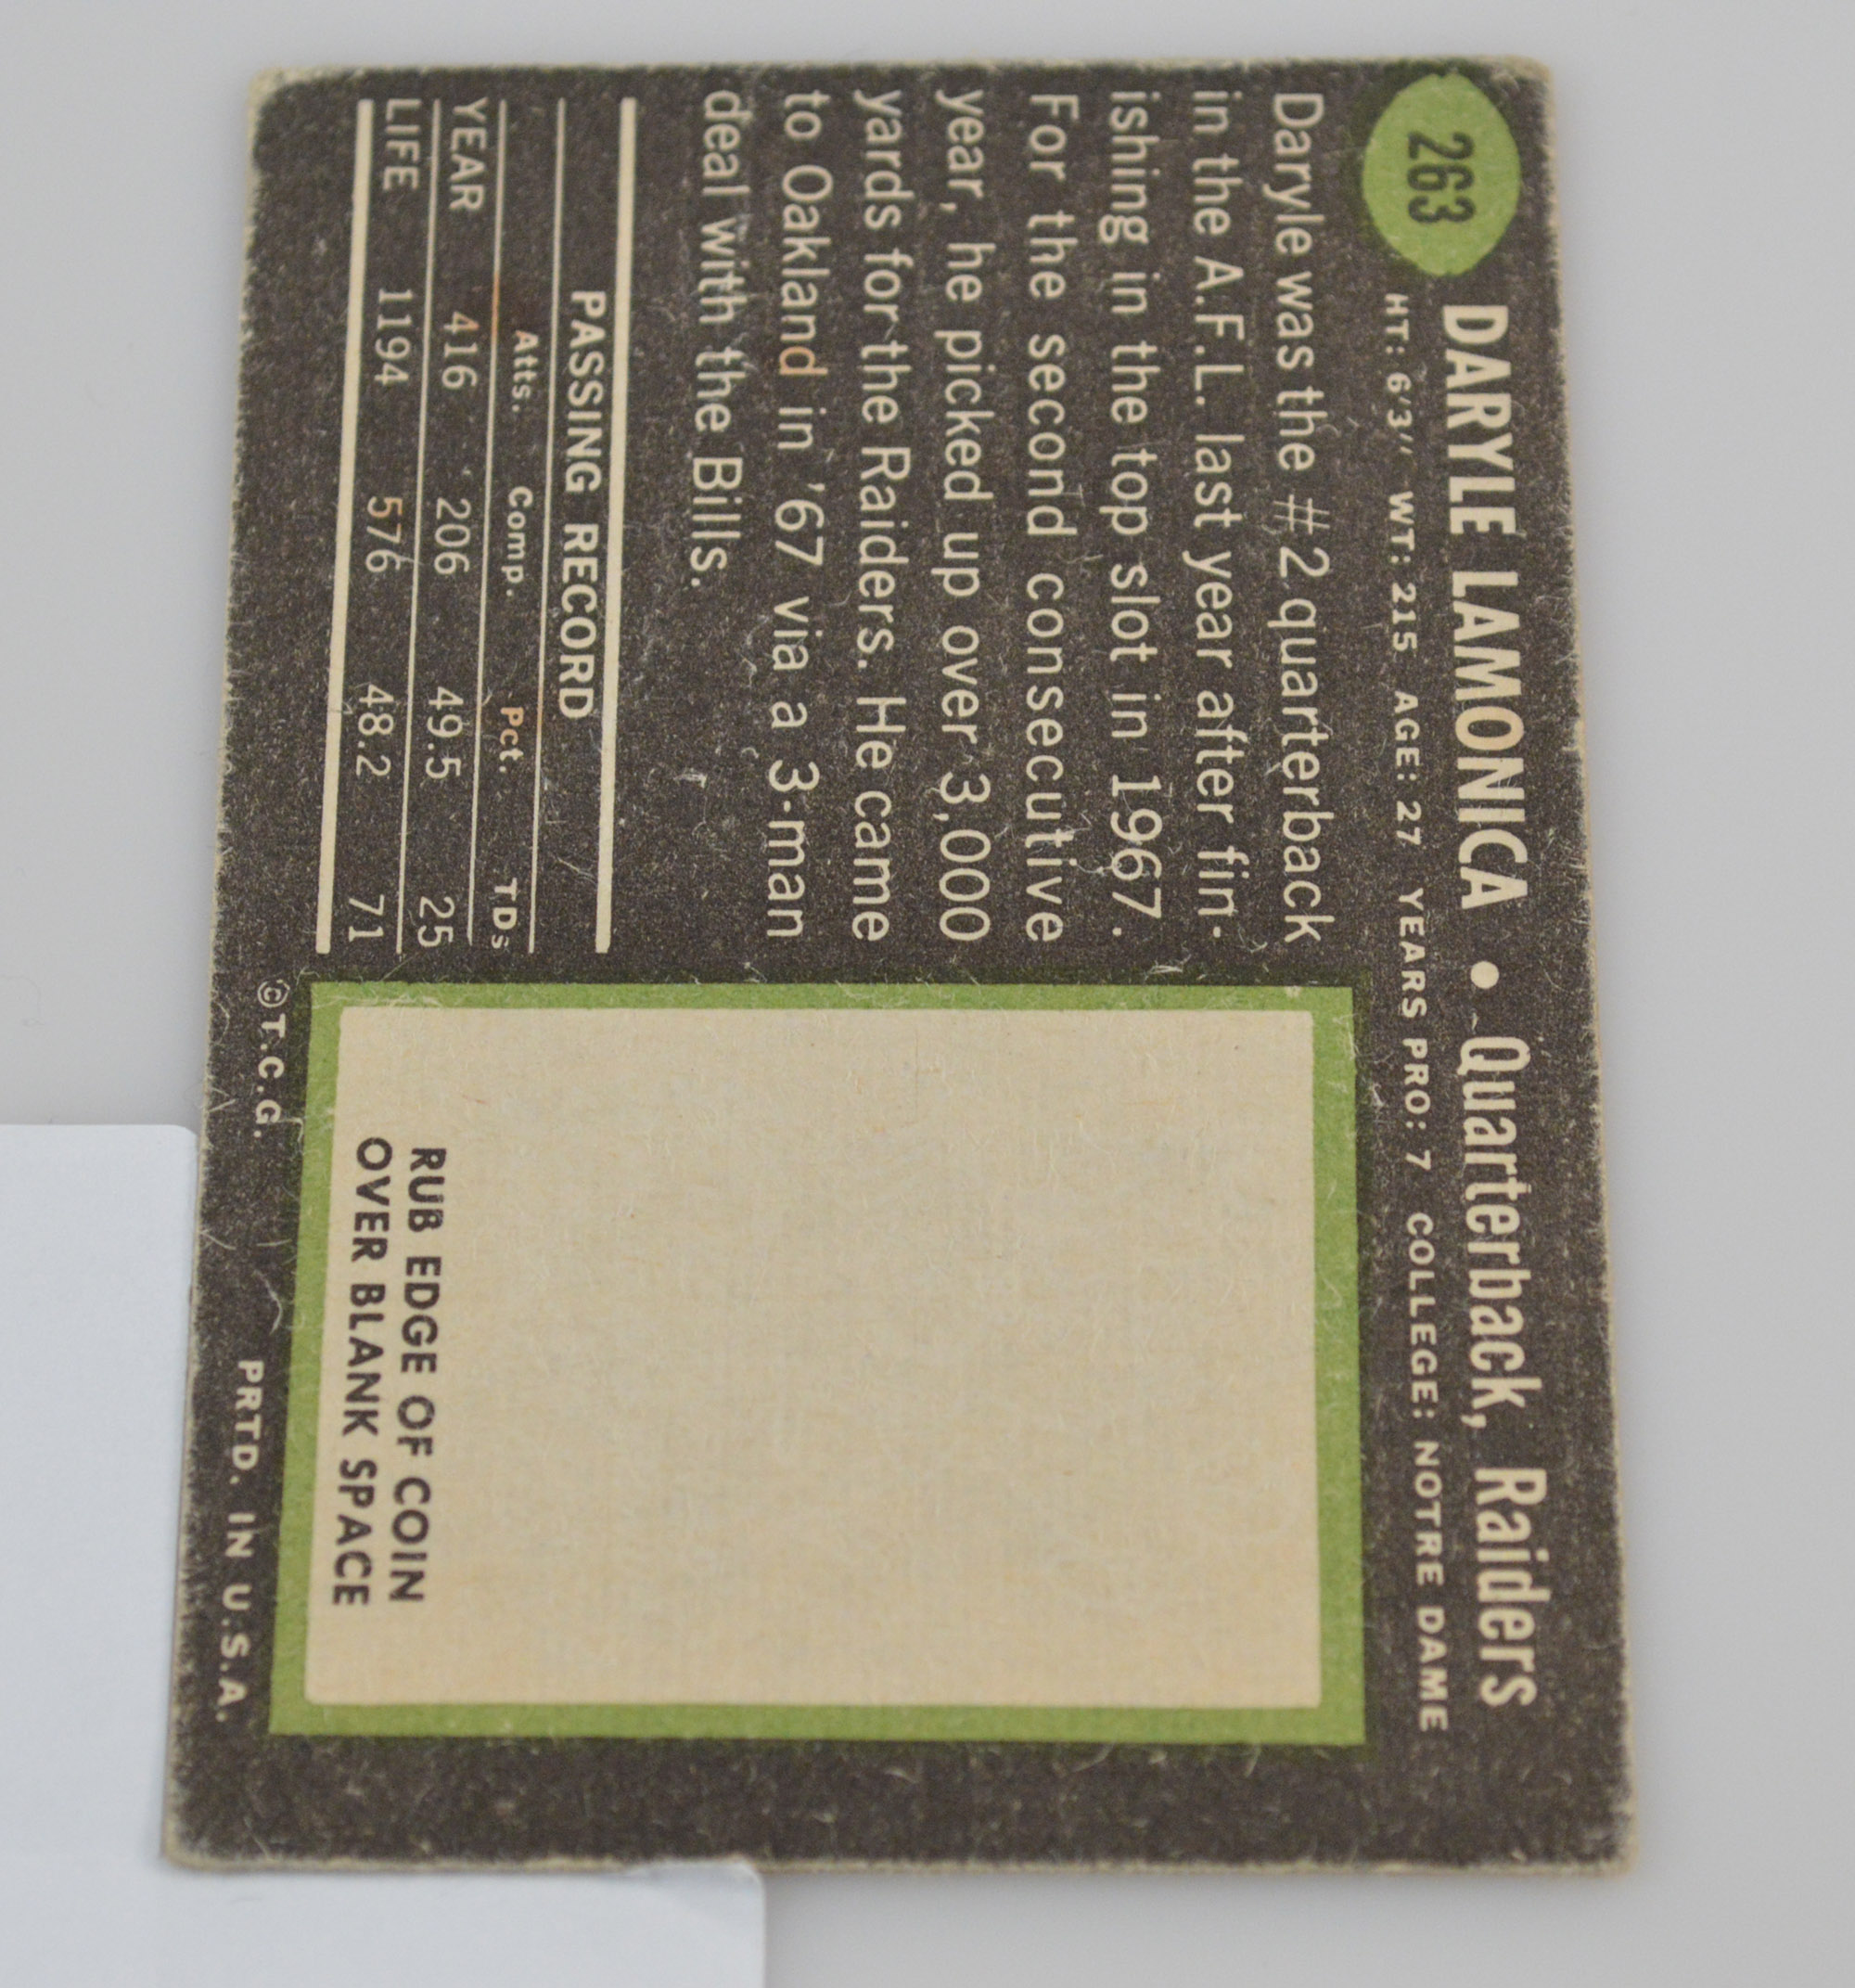 263
DARYLE LAMONICA • Quarterback, Raiders
HT: 6'3'' WT: 215 AGE: 27 YEARS PRO: 7 COLLEGE: NOTRE DAME
Daryle was the #2 quarterback
in the A.F.L. last year after fin-
ishing in the top slot in 1967.
For the second consecutive
year, he picked up over 3,000
yards for the Raiders. He came
to Oakland in '67 via a 3-man
deal with the Bills.
PASSING RECORD
Atts. Comp. Pct. TDs
YEAR 416 206 49.5 25
LIFE 1194 576 48.2 71
RUB EDGE OF COIN
OVER BLANK SPACE
©T.C.G. PRTD. IN U.S.A.